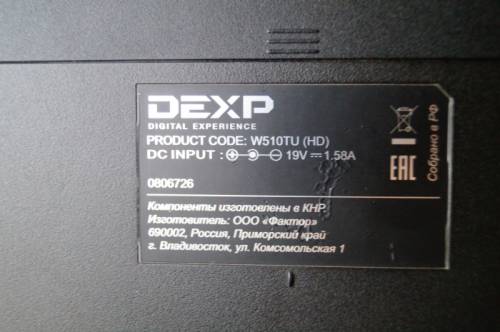 DEXP
DIGITAL EXPERIENCE
PRODUCT CODE: W510TU (HD)
DC INPUT : 19V 1.58A
0806726
Компоненты изготовлены в КНР.
Изготовитель: ООО «Фактор»
690002, Россия, Приморский край
г. Владивосток, ул. Комсомольская 1
EAC
Собрано в РФ